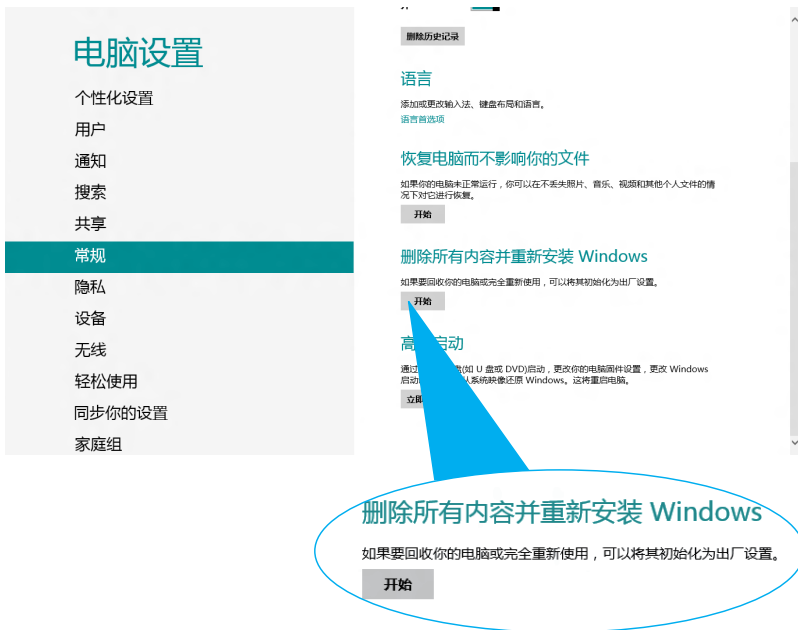 电脑设置
个性化设置
用户
通知
搜索
共享
常规
隐私
设备
无线
轻松使用
同步你的设置
家庭组
删除历史记录
语言
添加或更改输入法、键盘布局和语言。
语言首选项
恢复电脑而不影响你的文件
如果你的电脑未正常运行，你可以在不丢失照片、音乐、视频和其他个人文件的情
况下对它进行恢复。
开始
删除所有内容并重新安装 Windows
如果要回收你的电脑或完全重新使用，可以将其初始化为出厂设置。
开始
高 启动
通过 (如 U 盘或 DVD)启动，更改你的电脑固件设置，更改 Windows
启动 从系统映像还原 Windows。这将重启电脑。
立即
删除所有内容并重新安装 Windows
如果要回收你的电脑或完全重新使用，可以将其初始化为出厂设置。
开始